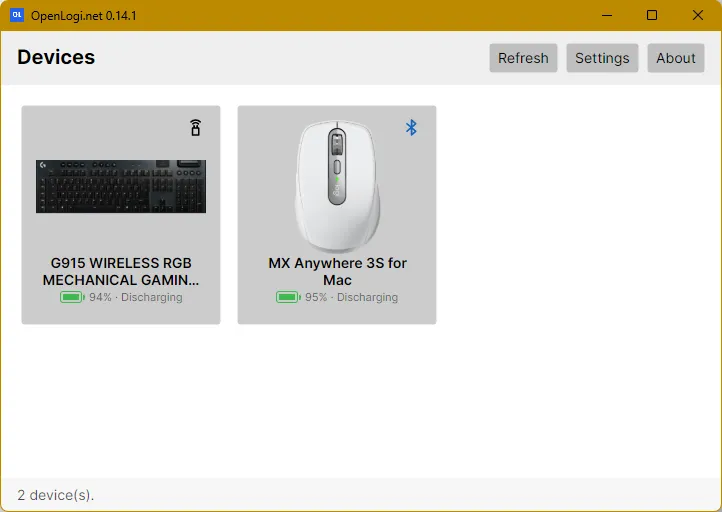 OpenLogi.net 0.14.1
Devices
Refresh
Settings
About
G915 WIRELESS RGB
MECHANICAL GAMIN...
94% · Discharging
MX Anywhere 3S for
Mac
95% · Discharging
2 device(s).